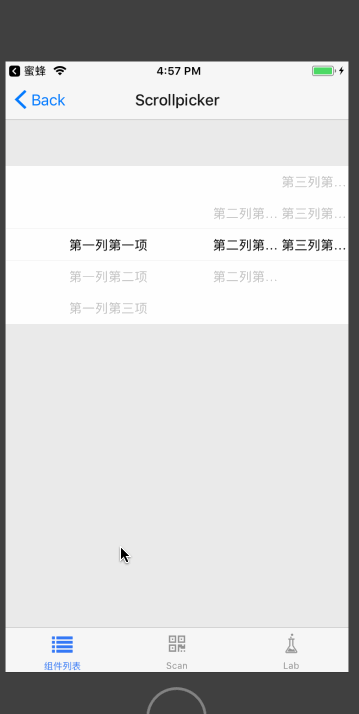 蜜蜂 4:57 PM
Back Scrollpicker
第三列第...
第二列第... 第三列第...
第一列第一项 第二列第... 第三列第...
第一列第二项 第二列第...
第一列第三项
组件列表 Scan Lab